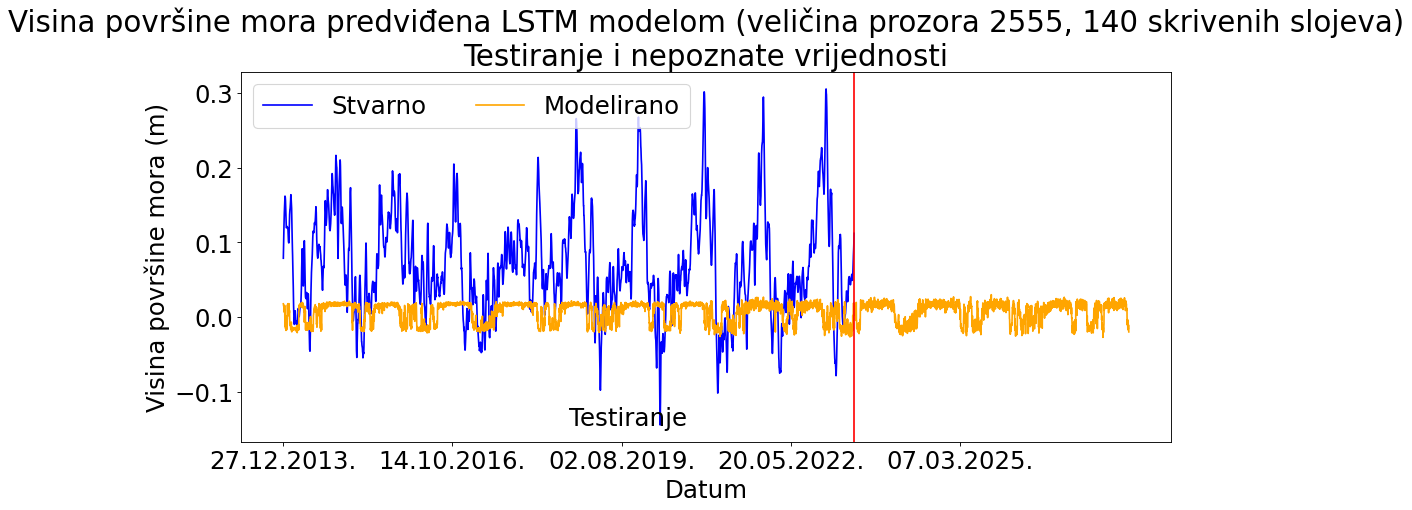 Visina površine mora predviđena LSTM modelom (veličina prozora 2555, 140 skrivenih slojeva)
Testiranje i nepoznate vrijednosti
Stvarno
Modelirano
Visina površine mora (m)
0.3
0.2
0.1
0.0
−0.1
Testiranje
27.12.2013.
14.10.2016.
02.08.2019.
20.05.2022.
07.03.2025.
Datum